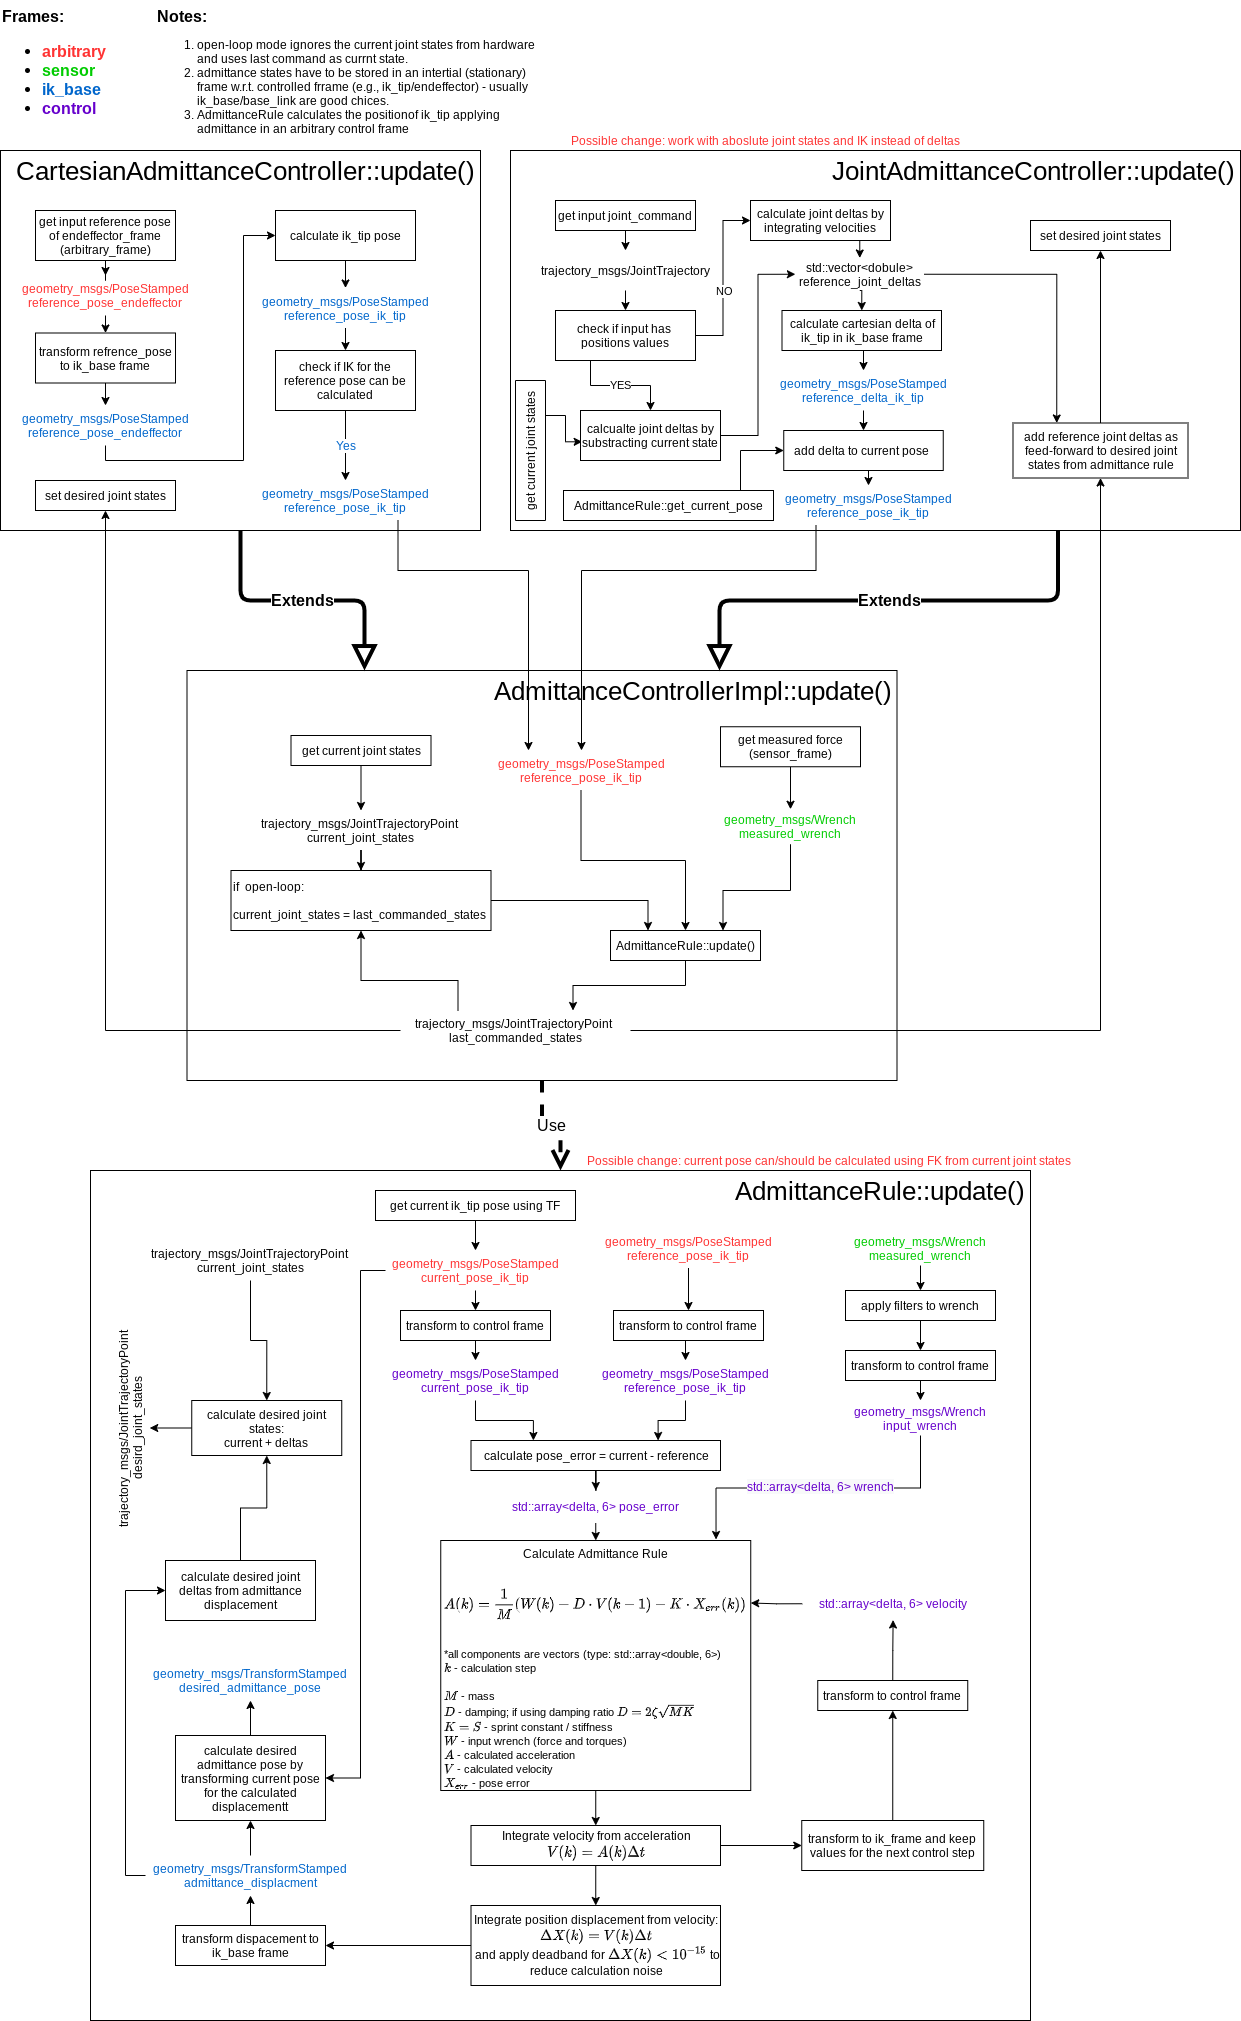 Frames:
arbitrary
sensor
ik_base
control
Notes:
1. open-loop mode ignores the current joint states from hardware
and uses last command as currnt state.
2. admittance states have to be stored in an intertial (stationary)
frame w.r.t. controlled frrame (e.g., ik_tip/endeffector) - usually
ik_base/base_link are good chices.
3. AdmittanceRule calculates the positionof ik_tip applying
admittance in an arbitrary control frame
CartesianAdmittanceController::update()
get input reference pose
of endeffector_frame
(arbitrary_frame)
geometry_msgs/PoseStamped
reference_pose_endeffector
transform refrence_pose
to ik_base frame
geometry_msgs/PoseStamped
reference_pose_endeffector
set desired joint states
calculate ik_tip pose
geometry_msgs/PoseStamped
reference_pose_ik_tip
check if IK for the
reference pose can be
calculated
Yes
geometry_msgs/PoseStamped
reference_pose_ik_tip
Possible change: work with aboslute joint states and IK instead of deltas
JointAdmittanceController::update()
get input joint_command
trajectory_msgs/JointTrajectory
check if input has
positions values
NO
YES
get current joint states
calcualte joint deltas by
substracting current state
AdmittanceRule::get_current_pose
calculate joint deltas by
integrating velocities
std::vector<dobule>
reference_joint_deltas
calculate cartesian delta of
ik_tip in ik_base frame
geometry_msgs/PoseStamped
reference_delta_ik_tip
add delta to current pose
geometry_msgs/PoseStamped
reference_pose_ik_tip
set desired joint states
add reference joint deltas as
feed-forward to desired joint
states from admittance rule
Extends
Extends
AdmittanceControllerImpl::update()
get current joint states
trajectory_msgs/JointTrajectoryPoint
current_joint_states
if open-loop:
current_joint_states = last_commanded_states
geometry_msgs/PoseStamped
reference_pose_ik_tip
get measured force
(sensor_frame)
geometry_msgs/Wrench
measured_wrench
AdmittanceRule::update()
trajectory_msgs/JointTrajectoryPoint
last_commanded_states
Use
Possible change: current pose can/should be calculated using FK from current joint states
AdmittanceRule::update()
get current ik_tip pose using TF
trajectory_msgs/JointTrajectoryPoint
current_joint_states
geometry_msgs/PoseStamped
current_pose_ik_tip
geometry_msgs/PoseStamped
reference_pose_ik_tip
geometry_msgs/Wrench
measured_wrench
transform to control frame
transform to control frame
apply filters to wrench
transform to control frame
geometry_msgs/PoseStamped
current_pose_ik_tip
geometry_msgs/PoseStamped
reference_pose_ik_tip
geometry_msgs/Wrench
input_wrench
trajectory_msgs/JointTrajectoryPoint
desird_joint_states
calculate desired joint
states:
current + deltas
calculate pose_error = current - reference
std::array<delta, 6> pose_error
std::array<delta, 6> wrench
calculate desired joint
deltas from admittance
displacement
Calculate Admittance Rule
A(k) = 1/M (W(k) − D · V(k − 1) − K · X_err(k))
*all components are vectors (type: std::array<double, 6>)
k - calculation step
M - mass
D - damping; if using damping ratio D = 2ζ√MK
K = S - sprint constant / stiffness
W - input wrench (force and torques)
A - calculated acceleration
V - calculated velocity
X_err - pose error
std::array<delta, 6> velocity
transform to control frame
transform to ik_frame and keep
values for the next control step
geometry_msgs/TransformStamped
desired_admittance_pose
calculate desired
admittance pose by
transforming current pose
for the calculated
displacementt
geometry_msgs/TransformStamped
admittance_displacment
transform dispacement to
ik_base frame
Integrate velocity from acceleration
V(k) = A(k)Δt
Integrate position displacement from velocity:
ΔX(k) = V(k)Δt
and apply deadband for ΔX(k) < 10⁻¹⁵ to
reduce calculation noise